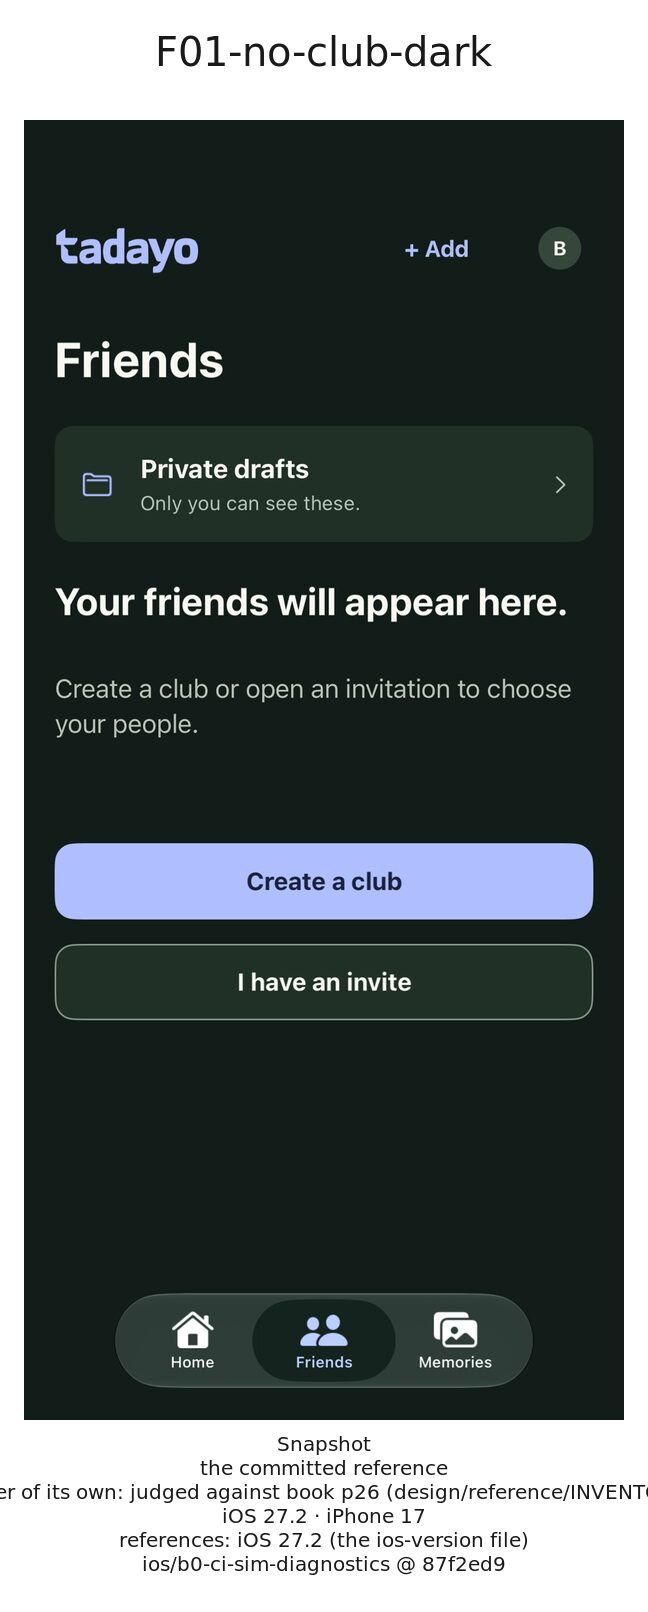 F01-no-club-dark
tadayo
+ Add
B
Friends
Private drafts
Only you can see these.
Your friends will appear here.
Create a club or open an invitation to choose
your people.
Create a club
I have an invite
Home
Friends
Memories
Snapshot
the committed reference
of its own: judged against book p26 (design/reference/
iOS 27.2 · iPhone 17
references: iOS 27.2 (the ios-version file)
ios/b0-ci-sim-diagnostics @ 87f2ed9